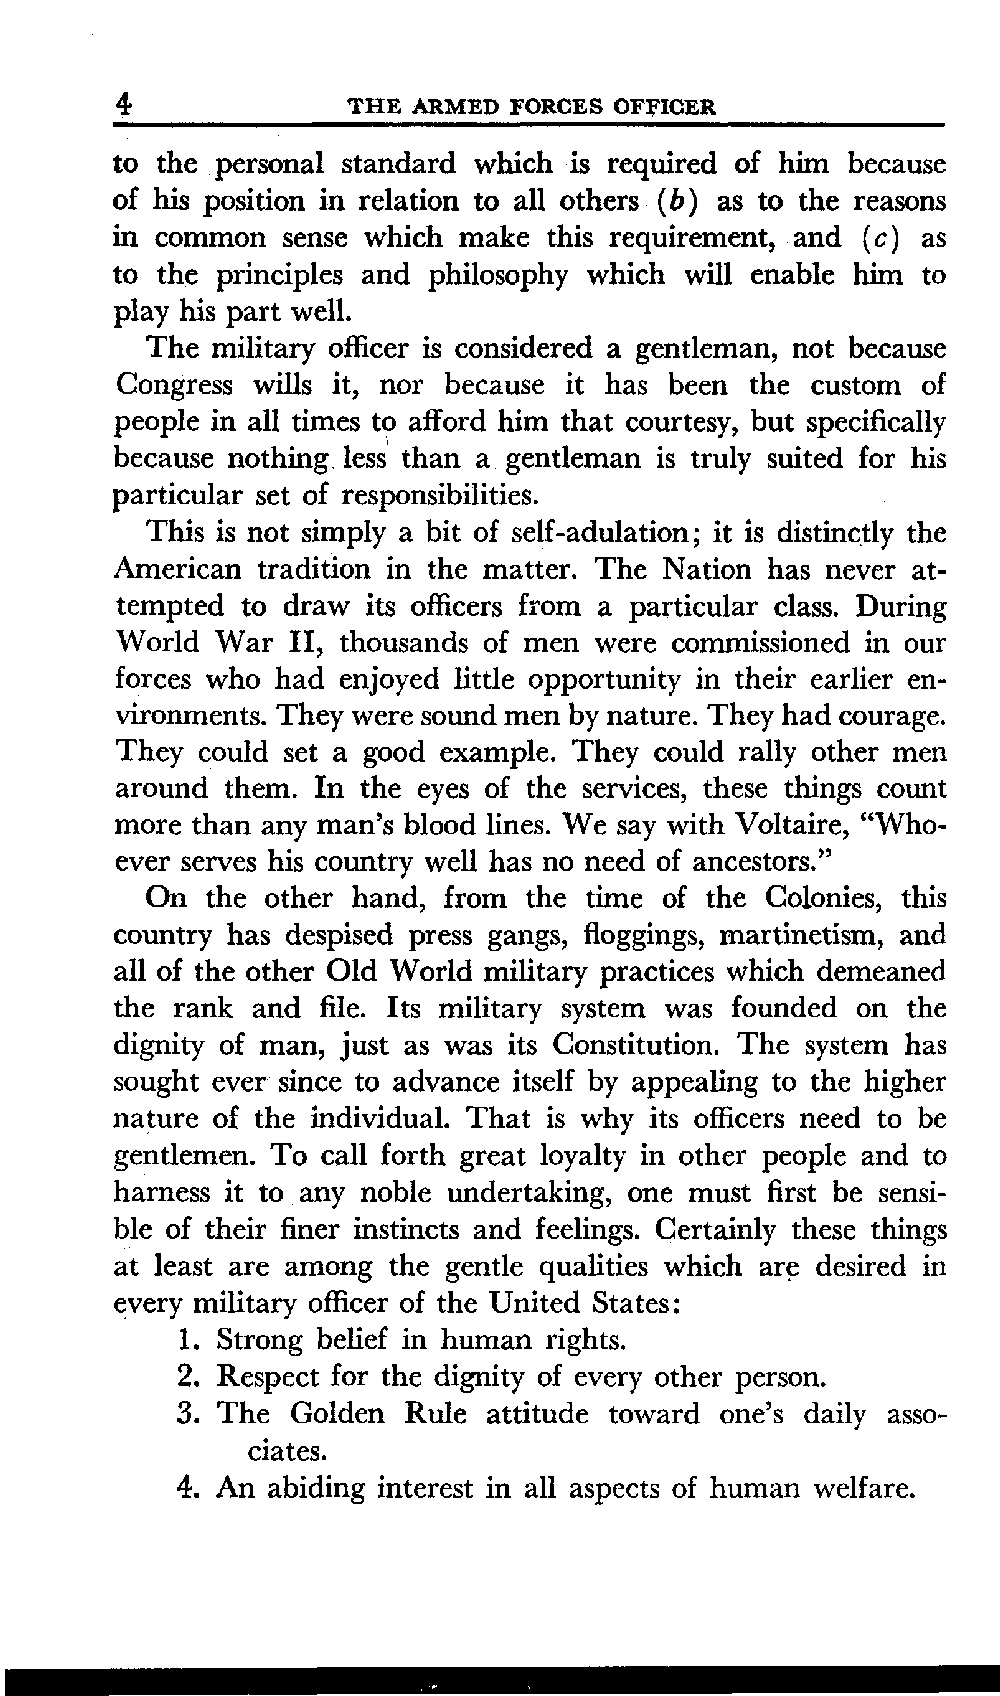 4 THE ARMED FORCES OFFICER
to the personal standard which is required of him because
of his position in relation to all others (b) as to the reasons
in common sense which make this requirement, and (c) as
to the principles and philosophy which will enable him to
play his part well.
The military officer is considered a gentleman, not because
Congress wills it, nor because it has been the custom of
people in all times to afford him that courtesy, but specifically
because nothing less than a gentleman is truly suited for his
particular set of responsibilities.
This is not simply a bit of self-adulation; it is distinctly the
American tradition in the matter. The Nation has never at-
tempted to draw its officers from a particular class. During
World War II, thousands of men were commissioned in our
forces who had enjoyed little opportunity in their earlier en-
vironments. They were sound men by nature. They had courage.
They could set a good example. They could rally other men
around them. In the eyes of the services, these things count
more than any man's blood lines. We say with Voltaire, “Who-
ever serves his country well has no need of ancestors.”
On the other hand, from the time of the Colonies, this
country has despised press gangs, floggings, martinetism, and
all of the other Old World military practices which demeaned
the rank and file. Its military system was founded on the
dignity of man, just as was its Constitution. The system has
sought ever since to advance itself by appealing to the higher
nature of the individual. That is why its officers need to be
gentlemen. To call forth great loyalty in other people and to
harness it to any noble undertaking, one must first be sensi-
ble of their finer instincts and feelings. Certainly these things
at least are among the gentle qualities which are desired in
every military officer of the United States:
1. Strong belief in human rights.
2. Respect for the dignity of every other person.
3. The Golden Rule attitude toward one's daily asso-
ciates.
4. An abiding interest in all aspects of human welfare.